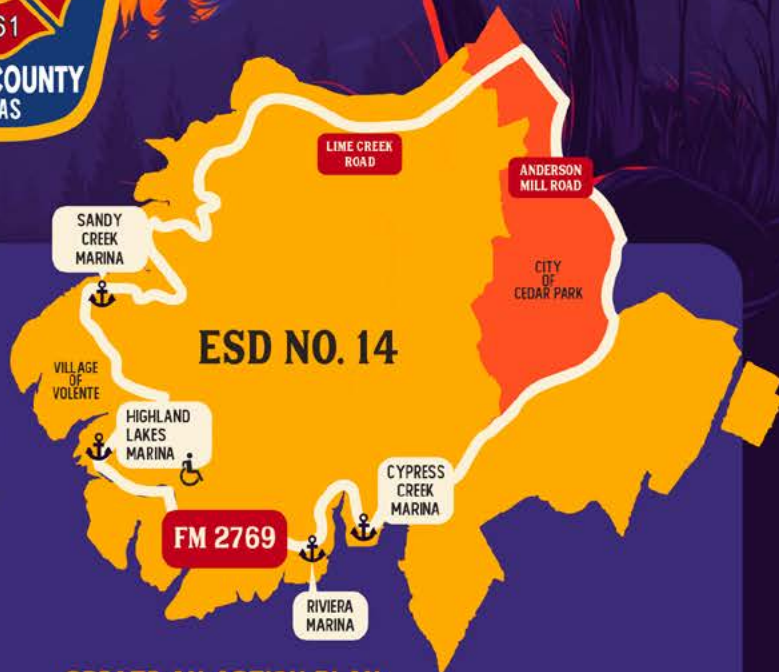 61
COUNTY
AS
LIME CREEK
ROAD
ANDERSON
MILL ROAD
SANDY
CREEK
MARINA
CITY
OF
CEDAR PARK
ESD NO. 14
VILLAGE
OF
VOLENTE
HIGHLAND
LAKES
MARINA
CYPRESS
CREEK
MARINA
FM 2769
RIVIERA
MARINA